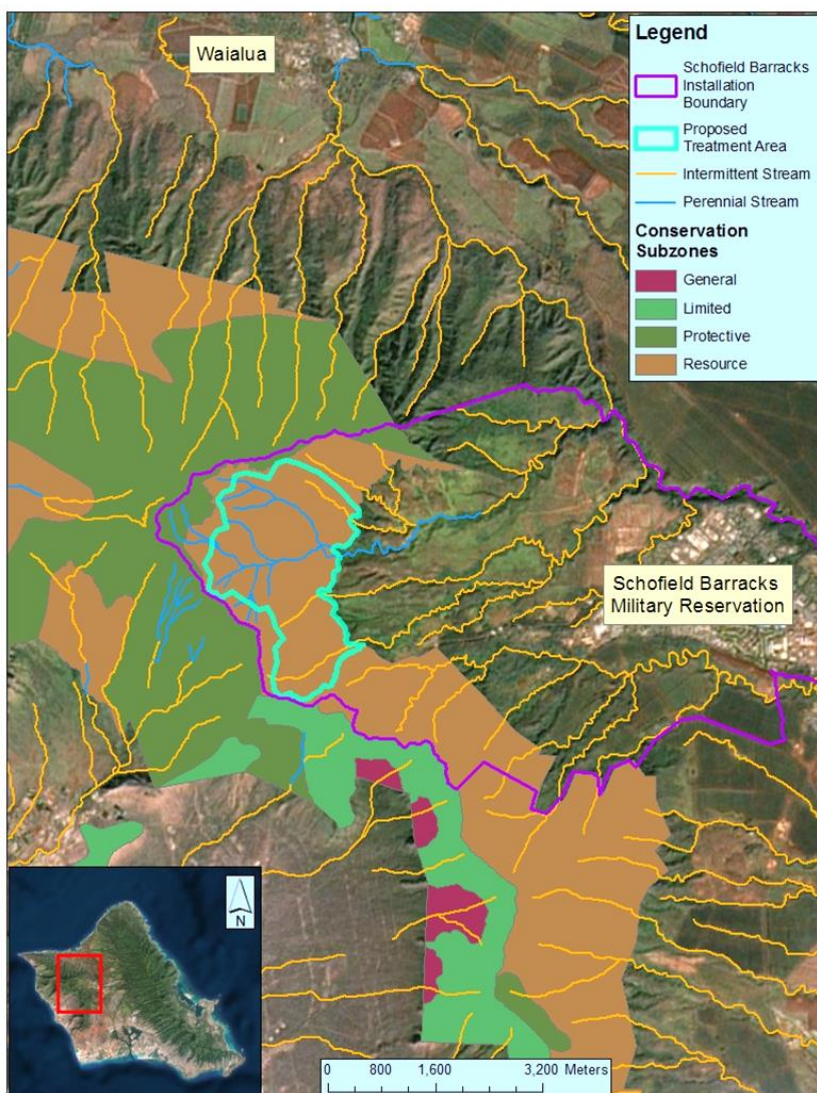 Waialua
Legend
Schofield Barracks
Installation
Boundary
Proposed
Treatment Area
Intermittent Stream
Perennial Stream
Conservation
Subzones
General
Limited
Protective
Resource
Schofield Barracks
Military Reservation
N
0 800 1,600 3,200 Meters